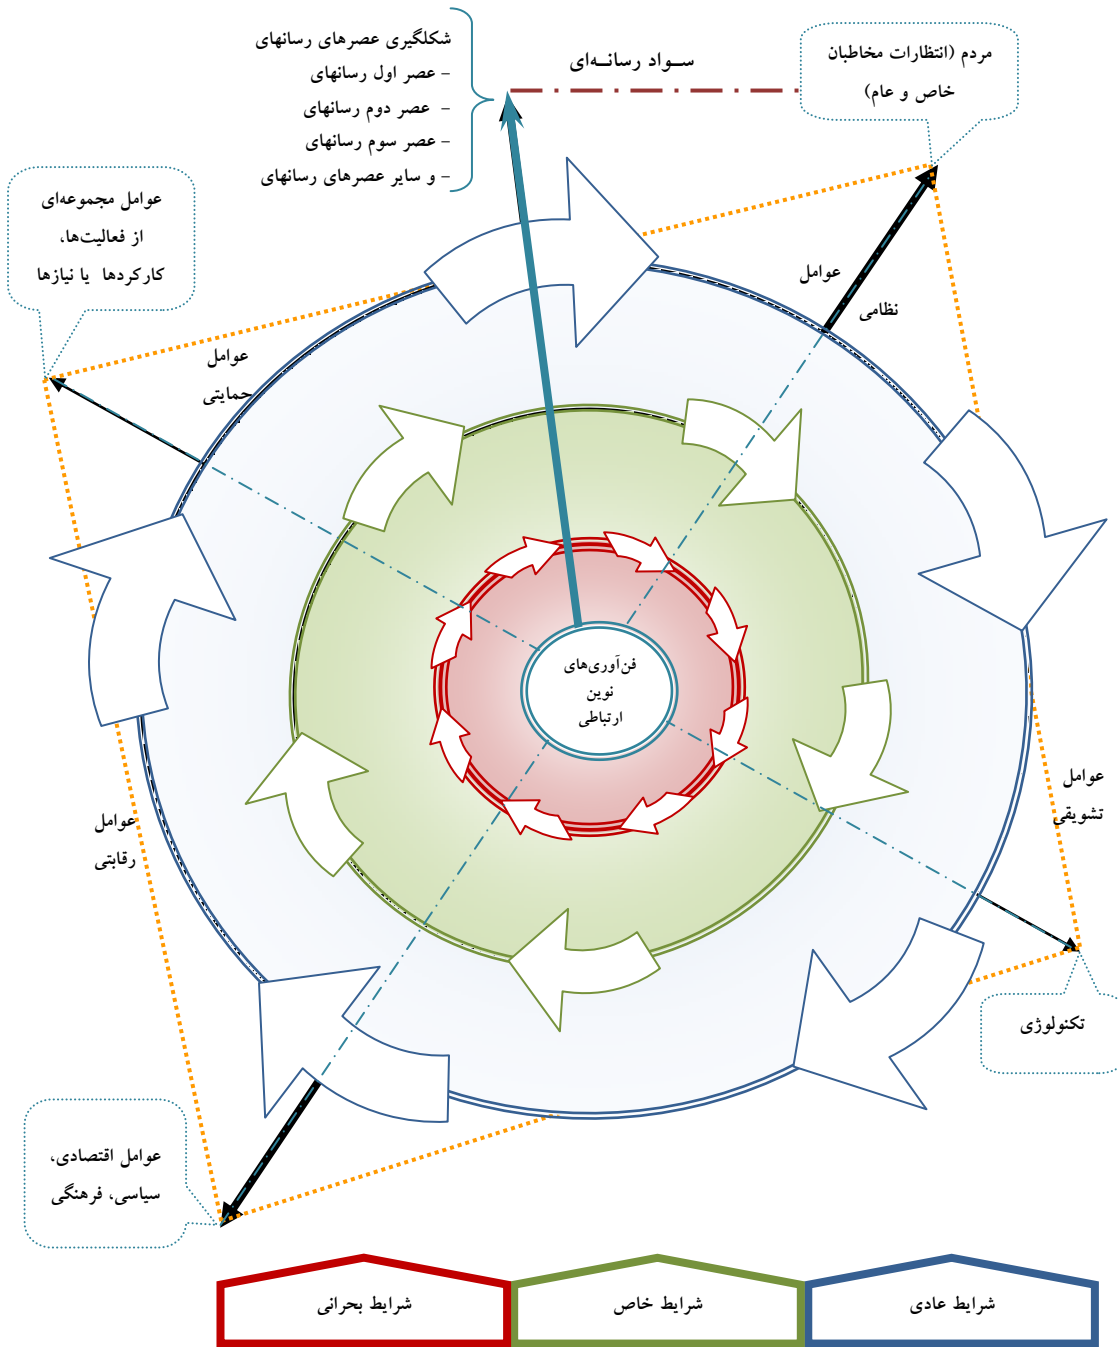 شکلگیری عصرهای رسانهای
- عصر اول رسانهای
- عصر دوم رسانهای
- عصر سوم رسانهای
- و سایر عصرهای رسانهای
ســواد رسانــه‌ای
مردم (انتظارات مخاطبان
خاص و عام)
عوامل مجموعه‌ای
از فعالیت‌ها،
کارکردها یا نیازها
عوامل
نظامی
عوامل
حمایتی
فن‌آوری‌های
نوین
ارتباطی
عوامل
تشویقی
عوامل
رقابتی
تکنولوژی
عوامل اقتصادی،
سیاسی، فرهنگی
شرایط عادی
شرایط خاص
شرایط بحرانی